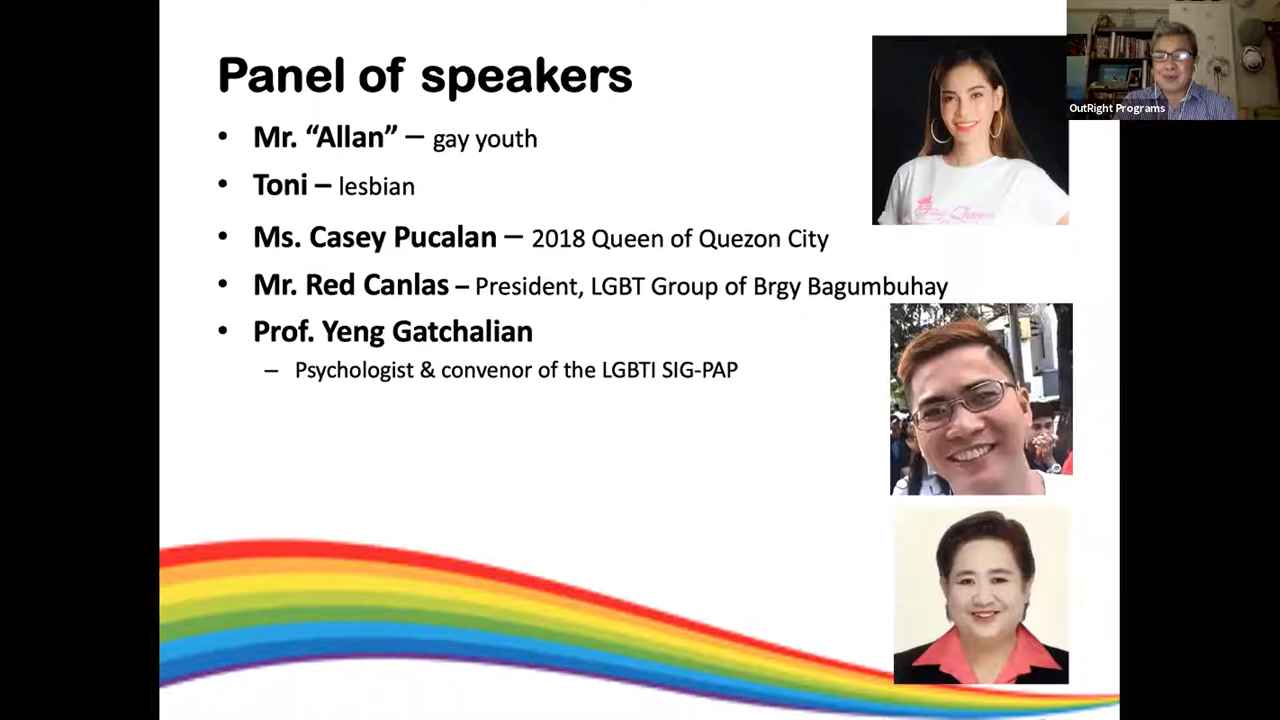 Panel of speakers
• Mr. “Allan” – gay youth
• Toni – lesbian
• Ms. Casey Pucalan – 2018 Queen of Quezon City
• Mr. Red Canlas – President, LGBT Group of Brgy Bagumbuhay
• Prof. Yeng Gatchalian
– Psychologist & convenor of the LGBTI SIG-PAP
OutRight Programs